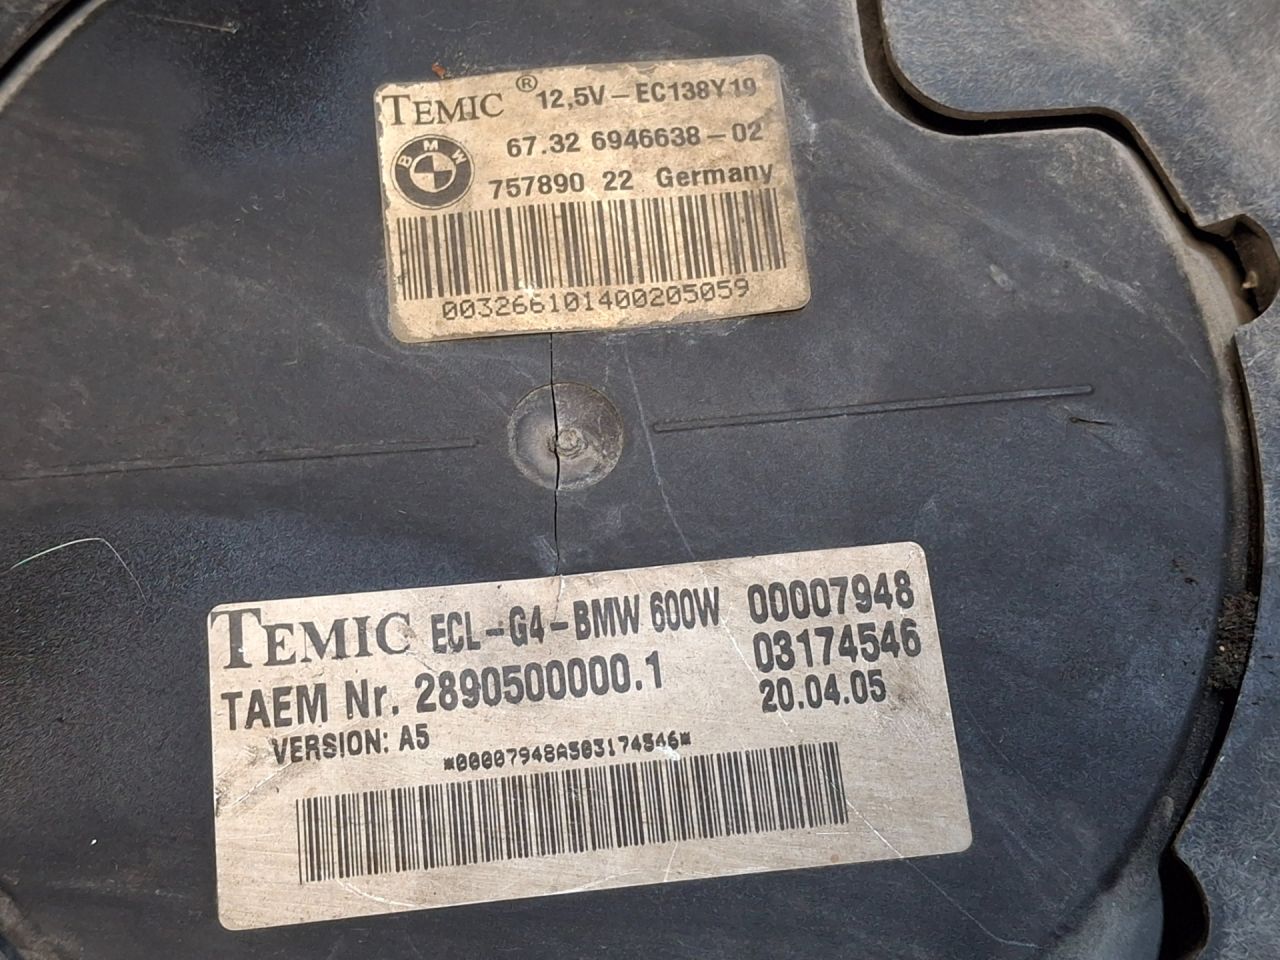 TEMIC ® 12,5V-EC138Y19
BMW
67.32 6946638-02
757890 22 Germany
003266101400205059
TEMIC ECL-G4-BMW 600W 00007948
03174546
TAEM Nr. 2890500000.1
20.04.05
VERSION: A5
*00007948A503174546*